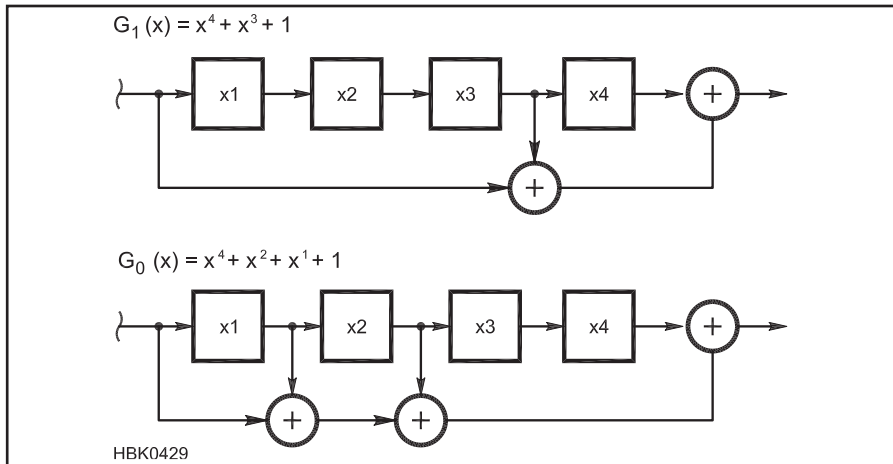 G₁ (x) = x⁴ + x³ + 1
x1 x2 x3 x4 +
+
G₀ (x) = x⁴ + x² + x¹ + 1
x1 x2 x3 x4 +
+ +
HBK0429